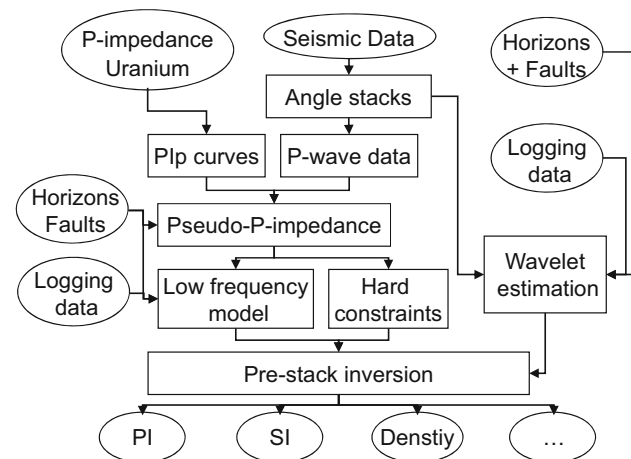 P-impedance
Uranium
Seismic Data
Horizons
+ Faults
Angle stacks
PIp curves
P-wave data
Logging
data
Horizons
Faults
Pseudo-P-impedance
Logging
data
Low frequency
model
Hard
constraints
Wavelet
estimation
Pre-stack inversion
PI
SI
Denstiy
...